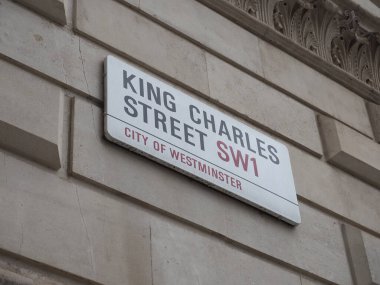 KING CHARLES
STREET SW1
CITY OF WESTMINSTER